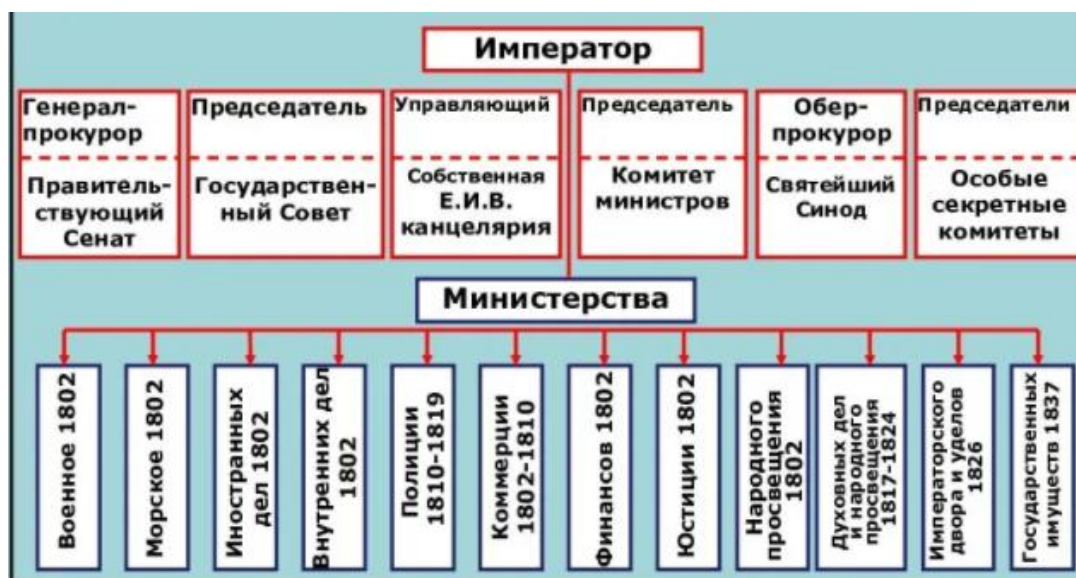 Император
Генерал-
прокурор
Правитель-
ствующий
Сенат
Председатель
Государствен-
ный Совет
Управляющий
Собственная
Е.И.В.
канцелярия
Председатель
Комитет
министров
Обер-
прокурор
Святейший
Синод
Председатели
Особые
секретные
комитеты
Министерства
Военное 1802
Морское 1802
Иностранных
дел 1802
Внутренних дел
1802
Полиции
1810-1819
Коммерции
1802-1810
Финансов 1802
Юстиции 1802
Народного
просвещения
1802
Духовных дел
и народного
просвещения
1817-1824
Императорского
двора и уделов
1826
Государственных
имуществ 1837